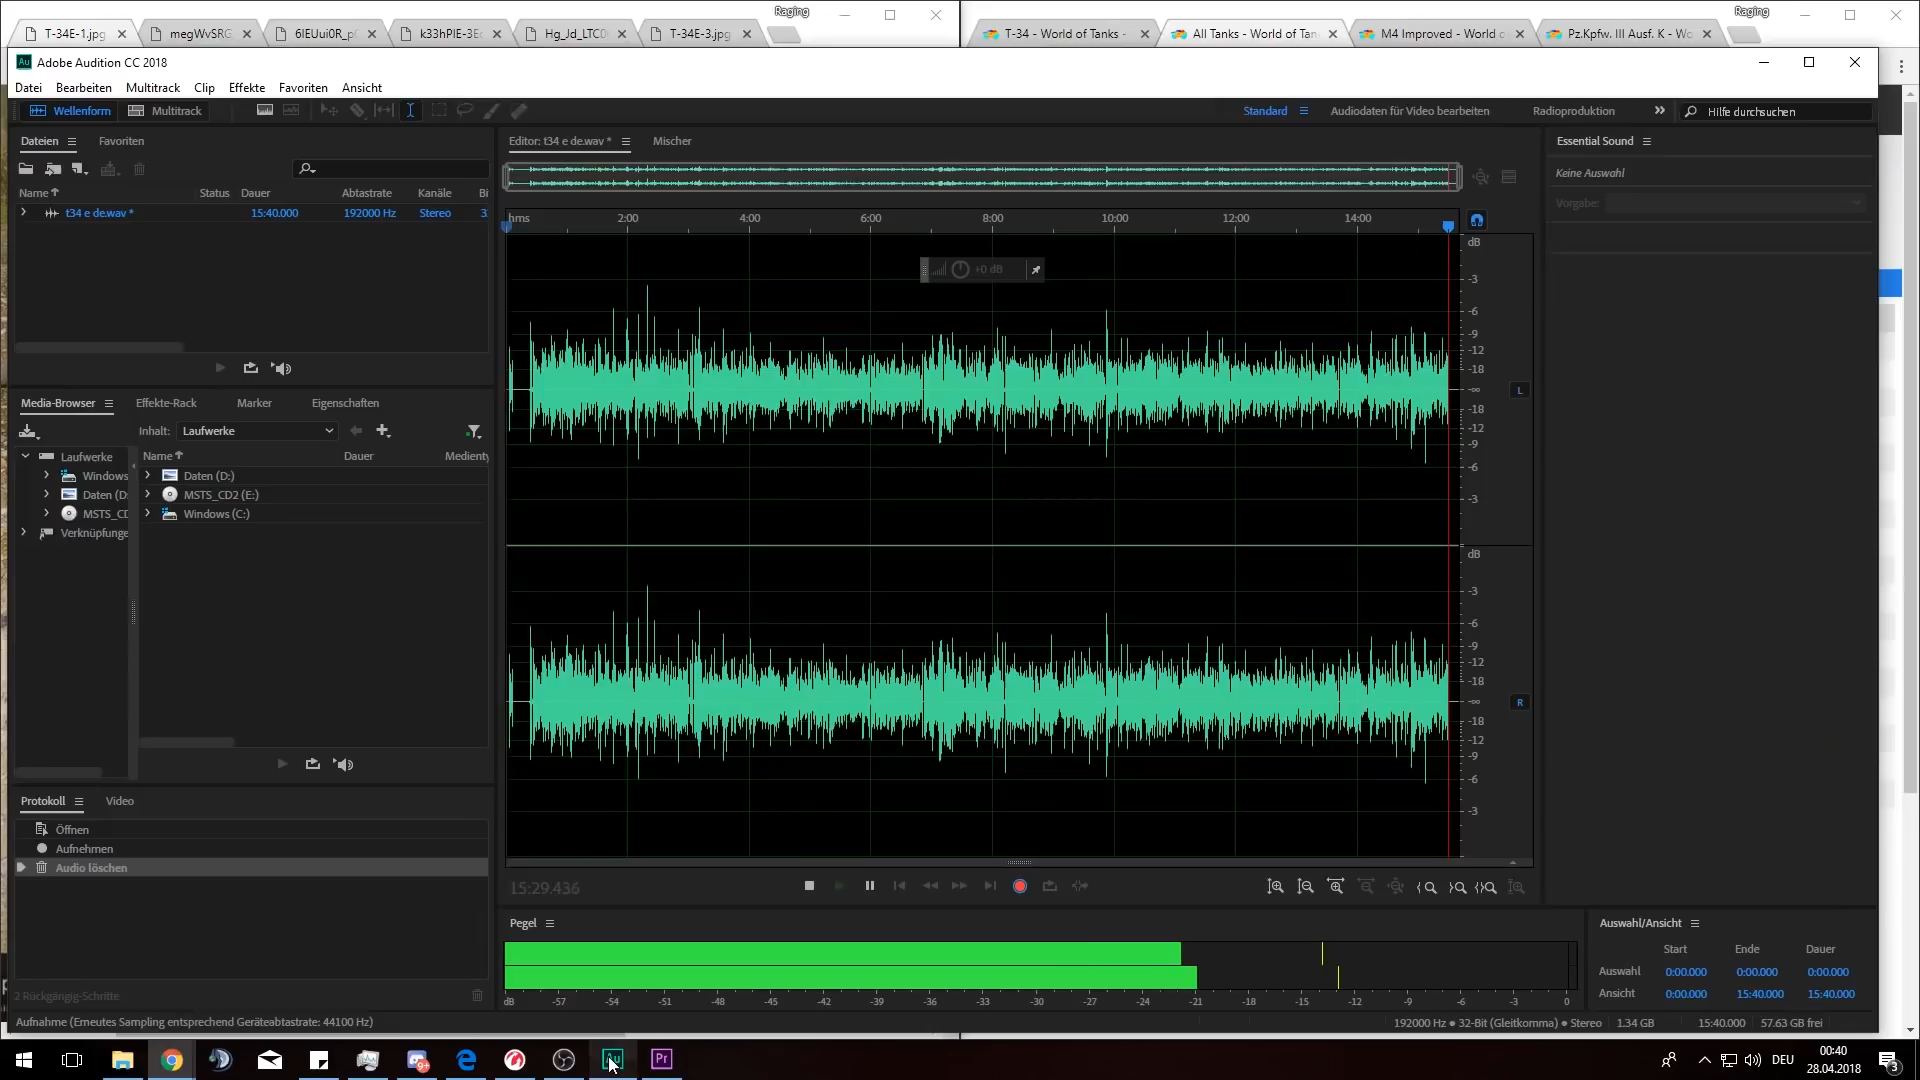 Raging
Raging
T-34E-1.jpg
megWvSRG
6IEUui0R_p
k33hPIE-3E
Hg_Jd_LTC0
T-34E-3.jpg
T-34 - World of Tanks -
All Tanks - World of Tan
M4 Improved - World o
Pz.Kpfw. III Ausf. K - Wo
Au Adobe Audition CC 2018
Datei Bearbeiten Multitrack Clip Effekte Favoriten Ansicht
Wellenform Multitrack
Standard Audiodaten für Video bearbeiten Radioproduktion » Hilfe durchsuchen
Dateien Favoriten
Name Status Dauer Abtastrate Kanäle Bi
t34 e de.wav * 15:40.000 192000 Hz Stereo 3
Media-Browser Effekte-Rack Marker Eigenschaften
Inhalt: Laufwerke
Name Dauer Medienty
Laufwerke
Windows
Daten (D:
MSTS_CD
Verknüpfunge
Daten (D:)
MSTS_CD2 (E:)
Windows (C:)
Protokoll Video
Öffnen
Aufnehmen
Audio löschen
2 Rückgängig-Schritte
Editor: t34 e de.wav * Mischer
hms 2:00 4:00 6:00 8:00 10:00 12:00 14:00
+0 dB
dB
-3
-6
-9
-12
-18
-∞
-18
-12
-9
-6
-3
L
dB
-3
-6
-9
-12
-18
-∞
-18
-12
-9
-6
-3
R
15:29.436
Pegel
dB -57 -54 -51 -48 -45 -42 -39 -36 -33 -30 -27 -24 -21 -18 -15 -12 -9 -6 -3 0
Essential Sound
Keine Auswahl
Vorgabe:
Auswahl/Ansicht
Start Ende Dauer
Auswahl 0:00.000 0:00.000 0:00.000
Ansicht 0:00.000 15:40.000 15:40.000
Aufnahme (Erneutes Sampling entsprechend Geräteabtastrate: 44100 Hz)
192000 Hz ● 32-Bit (Gleitkomma) ● Stereo 1.34 GB 15:40.000 57.63 GB frei
9+
Au
Pr
DEU
00:40
28.04.2018
3